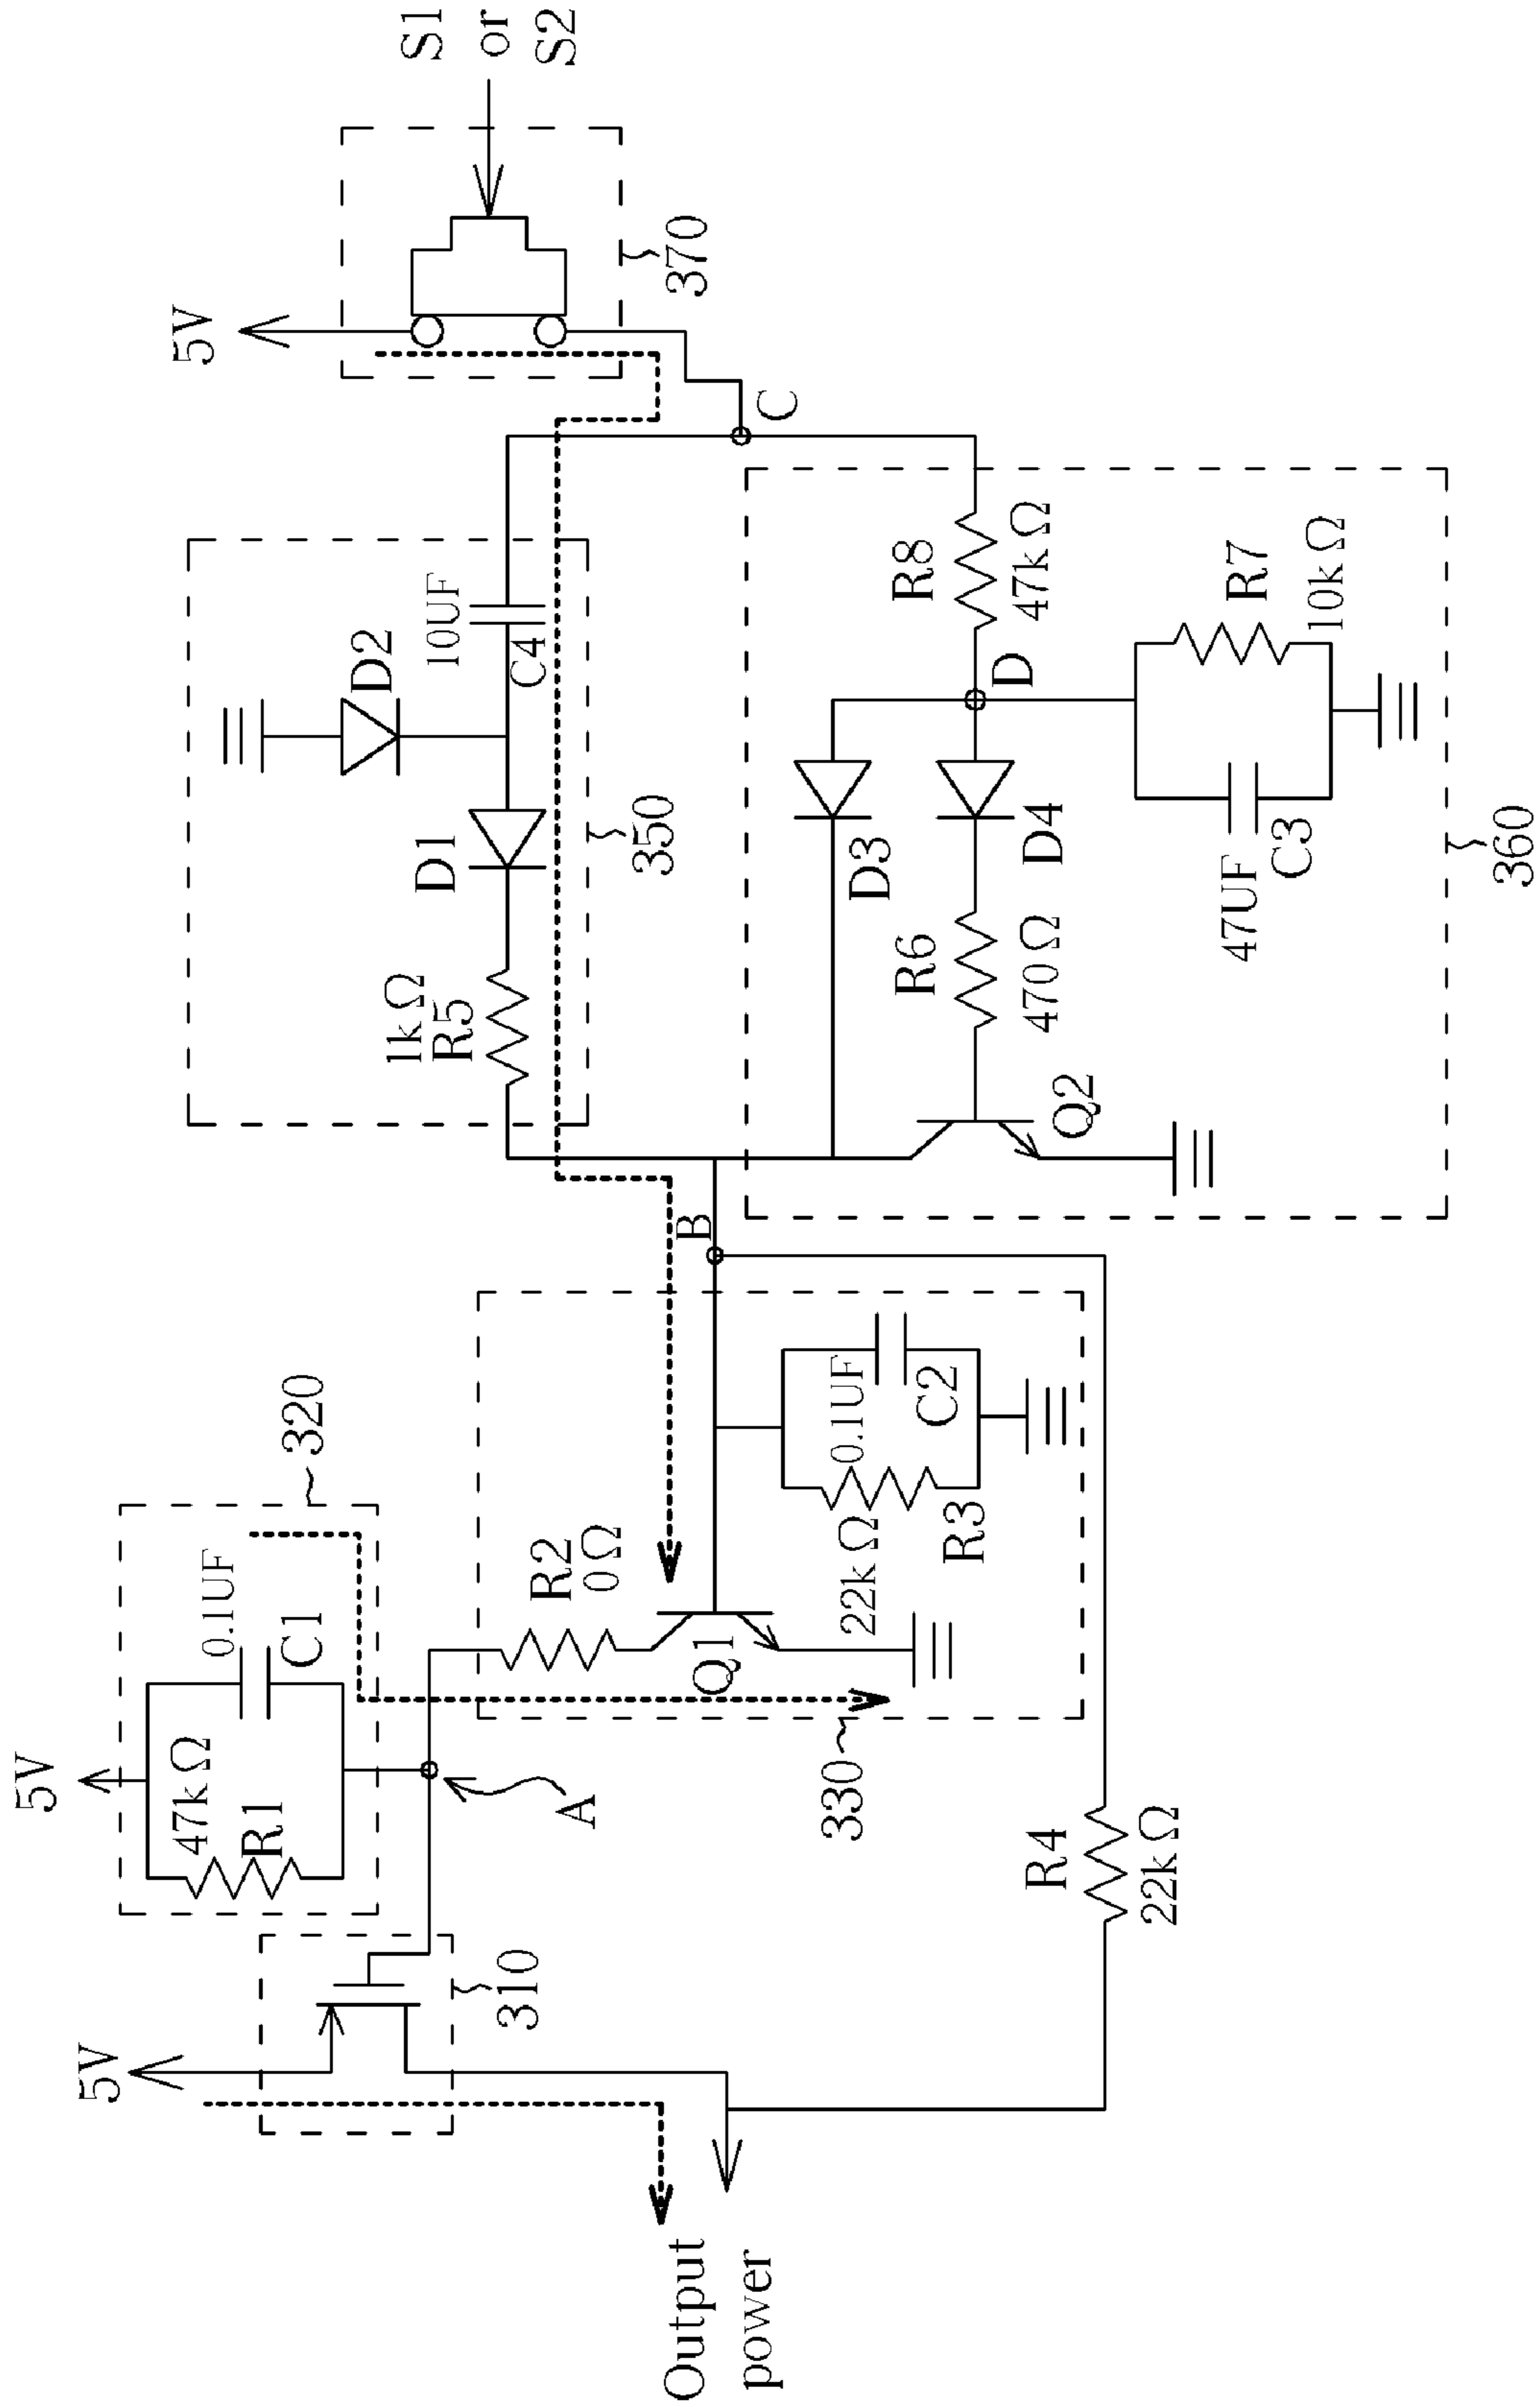 S1
or
S2
5V
370
C
D2
10UF
C4
D1
350
1kΩ
R5
R8
47kΩ
D
R7
10kΩ
D3
D4
R6
470Ω
47UF
C3
360
Q2
B
320
0.1UF
C1
5V
47kΩ
R1
R2
0Ω
0.1UF
C2
22kΩ
R3
Q1
330
A
R4
22kΩ
310
5V
Output
power